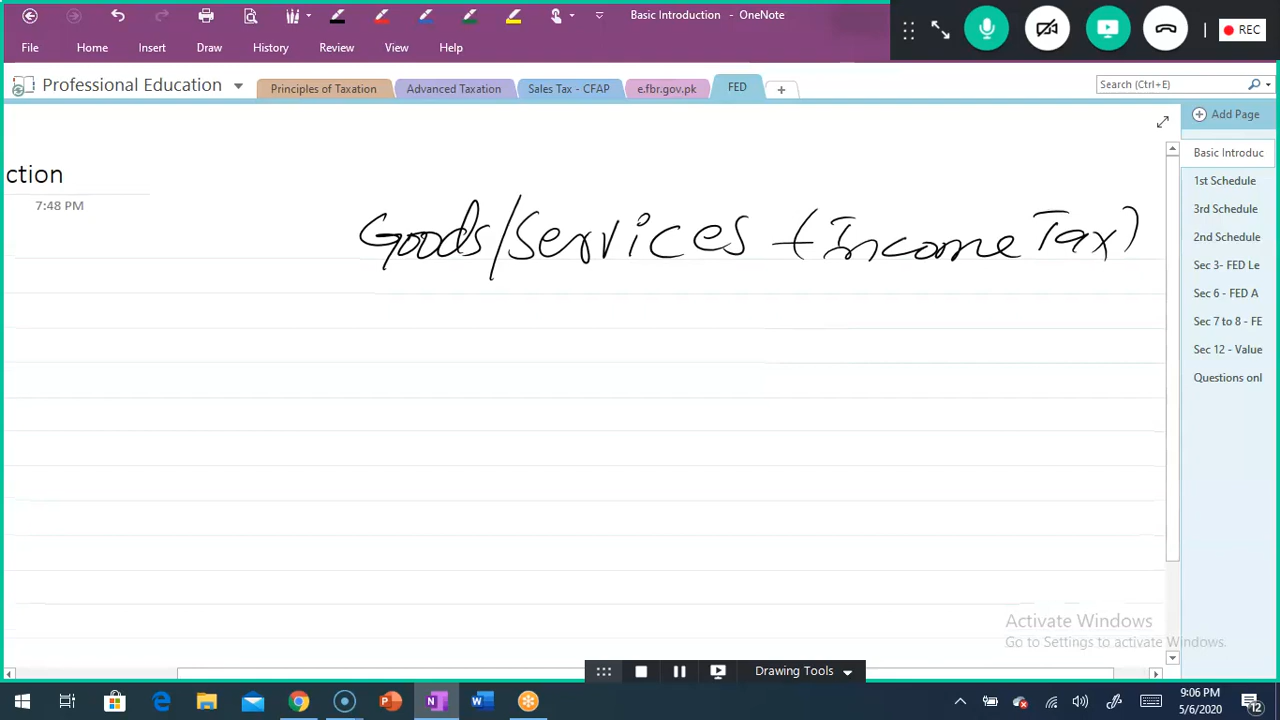 Basic Introduction - OneNote
REC
File Home Insert Draw History Review View Help
Professional Education
Principles of Taxation
Advanced Taxation
Sales Tax - CFAP
e.fbr.gov.pk
FED
Search (Ctrl+E)
Add Page
ction
7:48 PM
Goods/Services - (Income Tax)
Basic Introduc
1st Schedule
3rd Schedule
2nd Schedule
Sec 3- FED Le
Sec 6 - FED A
Sec 7 to 8 - FE
Sec 12 - Value
Questions onl
Activate Windows
Go to Settings to activate Windows.
Drawing Tools
9:06 PM
5/6/2020
12